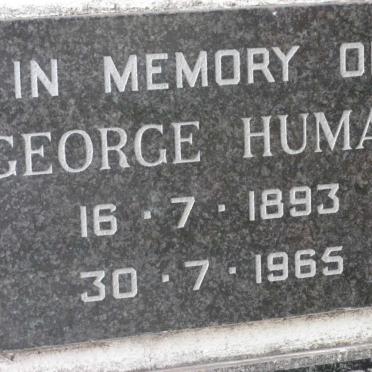 IN MEMORY O
GEORGE HUMA
16 · 7 · 1893
30 · 7 · 1965